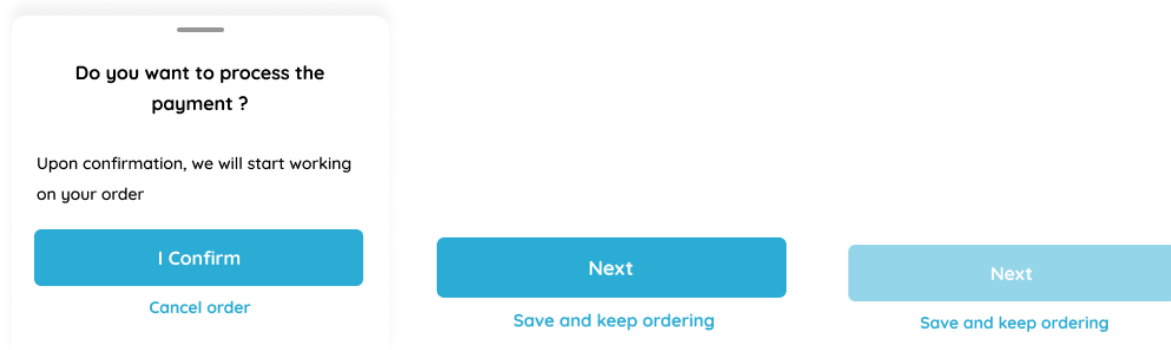 Do you want to process the
payment ?
Upon confirmation, we will start working
on your order
I Confirm
Cancel order
Next
Save and keep ordering
Next
Save and keep ordering